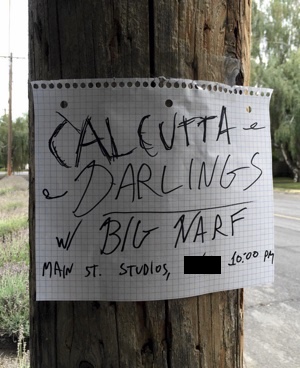 CALCUTTA
DARLINGS
w/ BIG NARF
MAIN ST. STUDIOS, 10:00 PM